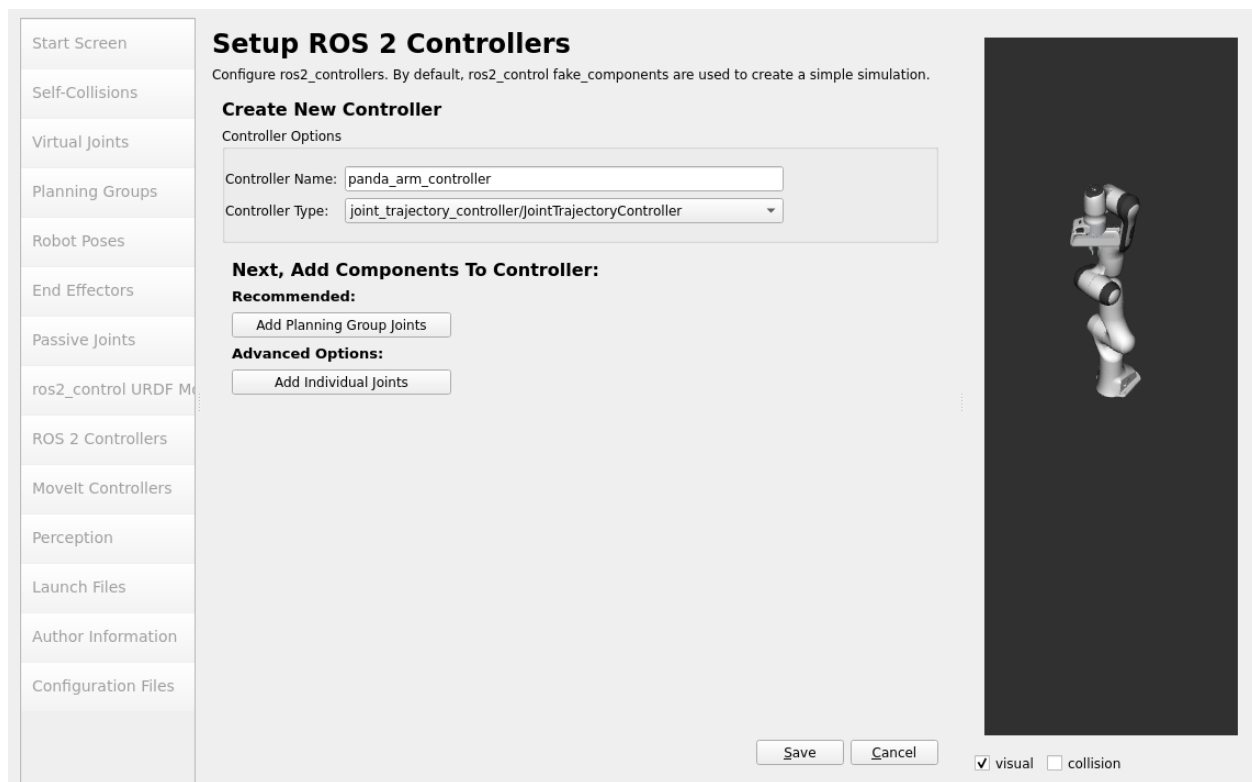 Start Screen
Self-Collisions
Virtual Joints
Planning Groups
Robot Poses
End Effectors
Passive Joints
ros2_control URDF Mo
ROS 2 Controllers
MoveIt Controllers
Perception
Launch Files
Author Information
Configuration Files
Setup ROS 2 Controllers
Configure ros2_controllers. By default, ros2_control fake_components are used to create a simple simulation.
Create New Controller
Controller Options
Controller Name: panda_arm_controller
Controller Type: joint_trajectory_controller/JointTrajectoryController
Next, Add Components To Controller:
Recommended:
Add Planning Group Joints
Advanced Options:
Add Individual Joints
Save Cancel
visual collision